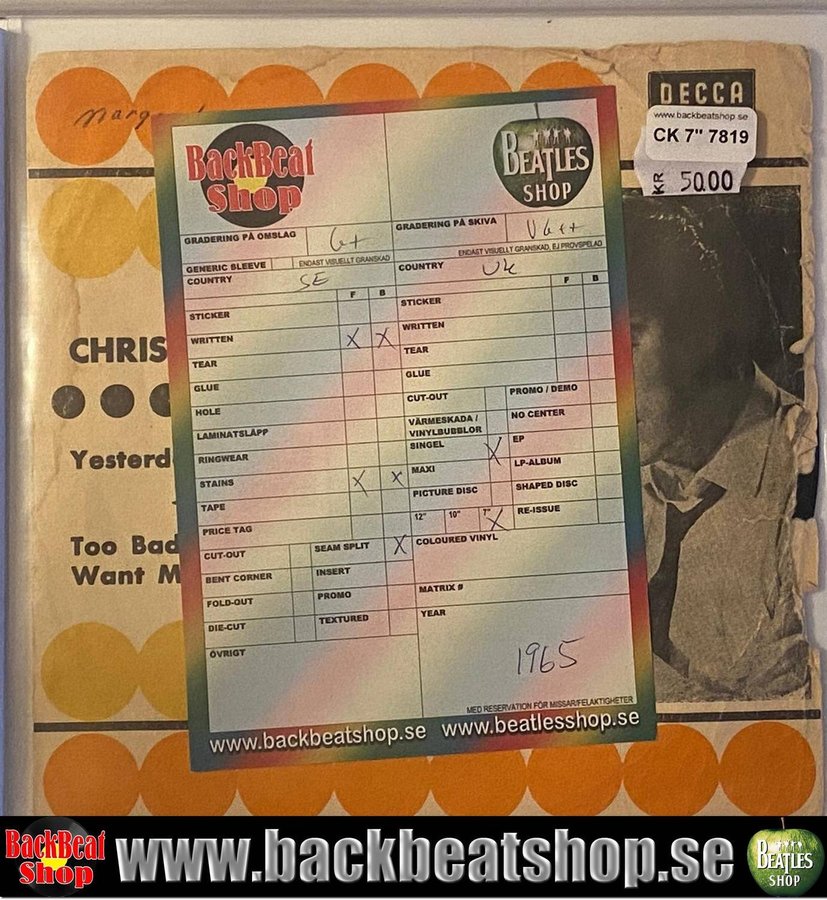 DECCA
www.backbeatshop.se
CK 7" 7819
KR 50.00
BackBeat
Shop
BEATLES
SHOP
GRADERING PÅ OMSLAG G+
ENDAST VISUELLT GRANSKAD
GENERIC SLEEVE
COUNTRY SE
F B
STICKER
WRITTEN X X
TEAR
GLUE
HOLE
LAMINATSLÄPP
RINGWEAR
STAINS X X
TAPE
PRICE TAG
CUT-OUT SEAM SPLIT X
BENT CORNER INSERT
FOLD-OUT PROMO
DIE-CUT TEXTURED
ÖVRIGT
GRADERING PÅ SKIVA VG++
ENDAST VISUELLT GRANSKAD, EJ PROVSPELAD
COUNTRY UK
F B
STICKER
WRITTEN
TEAR
GLUE
CUT-OUT PROMO / DEMO
VÄRMESKADA / NO CENTER
VINYLBUBBLOR
SINGEL X EP
MAXI LP-ALBUM
PICTURE DISC SHAPED DISC
12" 10" 7" X RE-ISSUE
COLOURED VINYL
MATRIX #
YEAR
1965
MED RESERVATION FÖR MISSAR/FELAKTIGHETER
www.backbeatshop.se www.beatlesshop.se
CHRIS
Yesterd
Too Bad
Want M
BackBeat
Shop
www.backbeatshop.se
BEATLES
SHOP